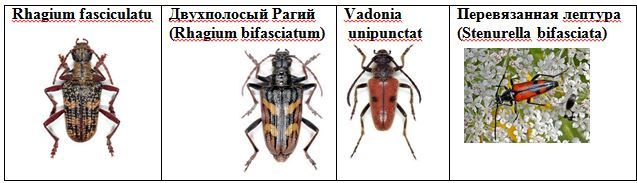 Rhagium fasciculatu
Двухполосый Рагий
(Rhagium bifasciatum)
Vadonia
unipunctat
Перевязанная лептура
(Stenurella bifasciata)